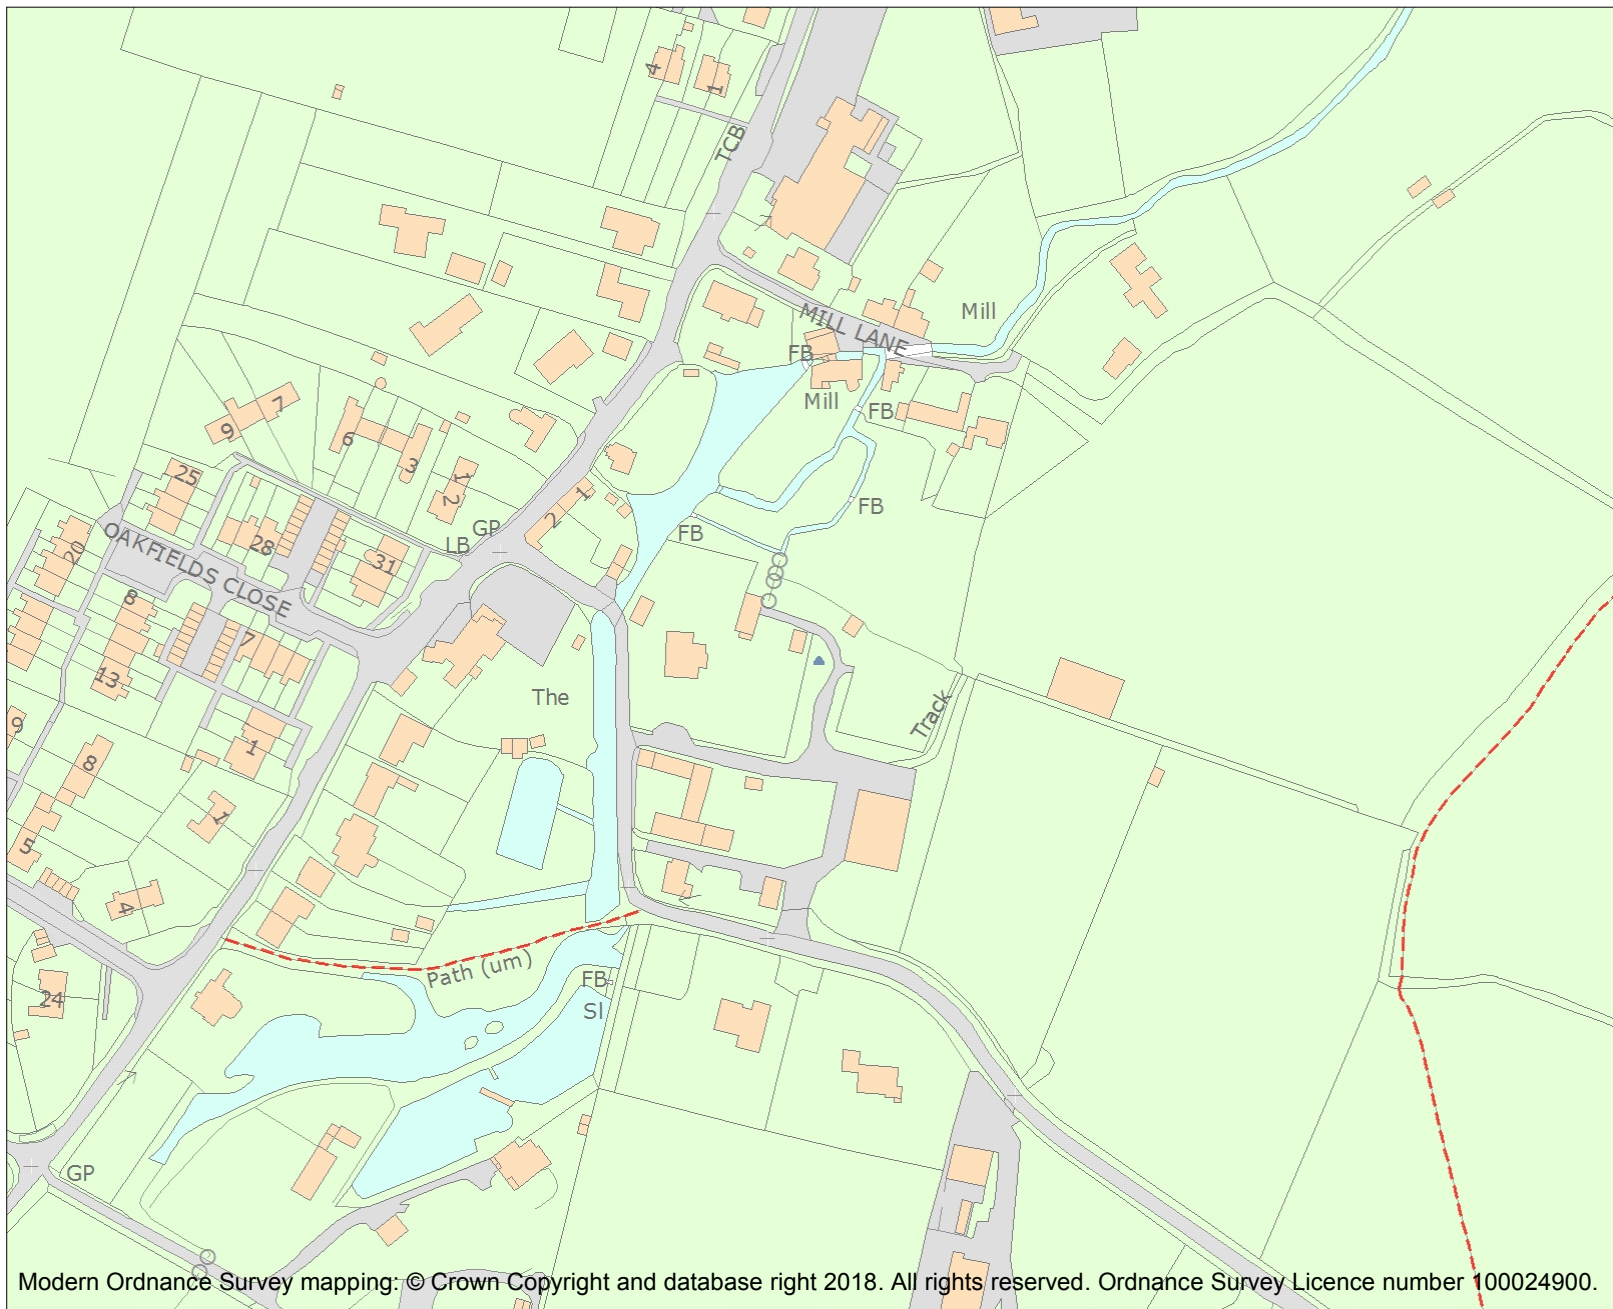 4
1
TCB
MILL LANE
Mill
FB
Mill
FB
7
9
6
3
1
2
25
1
2
GP
LB
FB
FB
20
OAKFIELDS CLOSE
28
31
8
7
13
The
Track
9
1
8
1
5
4
Path (um)
FB
Sl
24
GP
Modern Ordnance Survey mapping: © Crown Copyright and database right 2018. All rights reserved. Ordnance Survey Licence number 100024900.